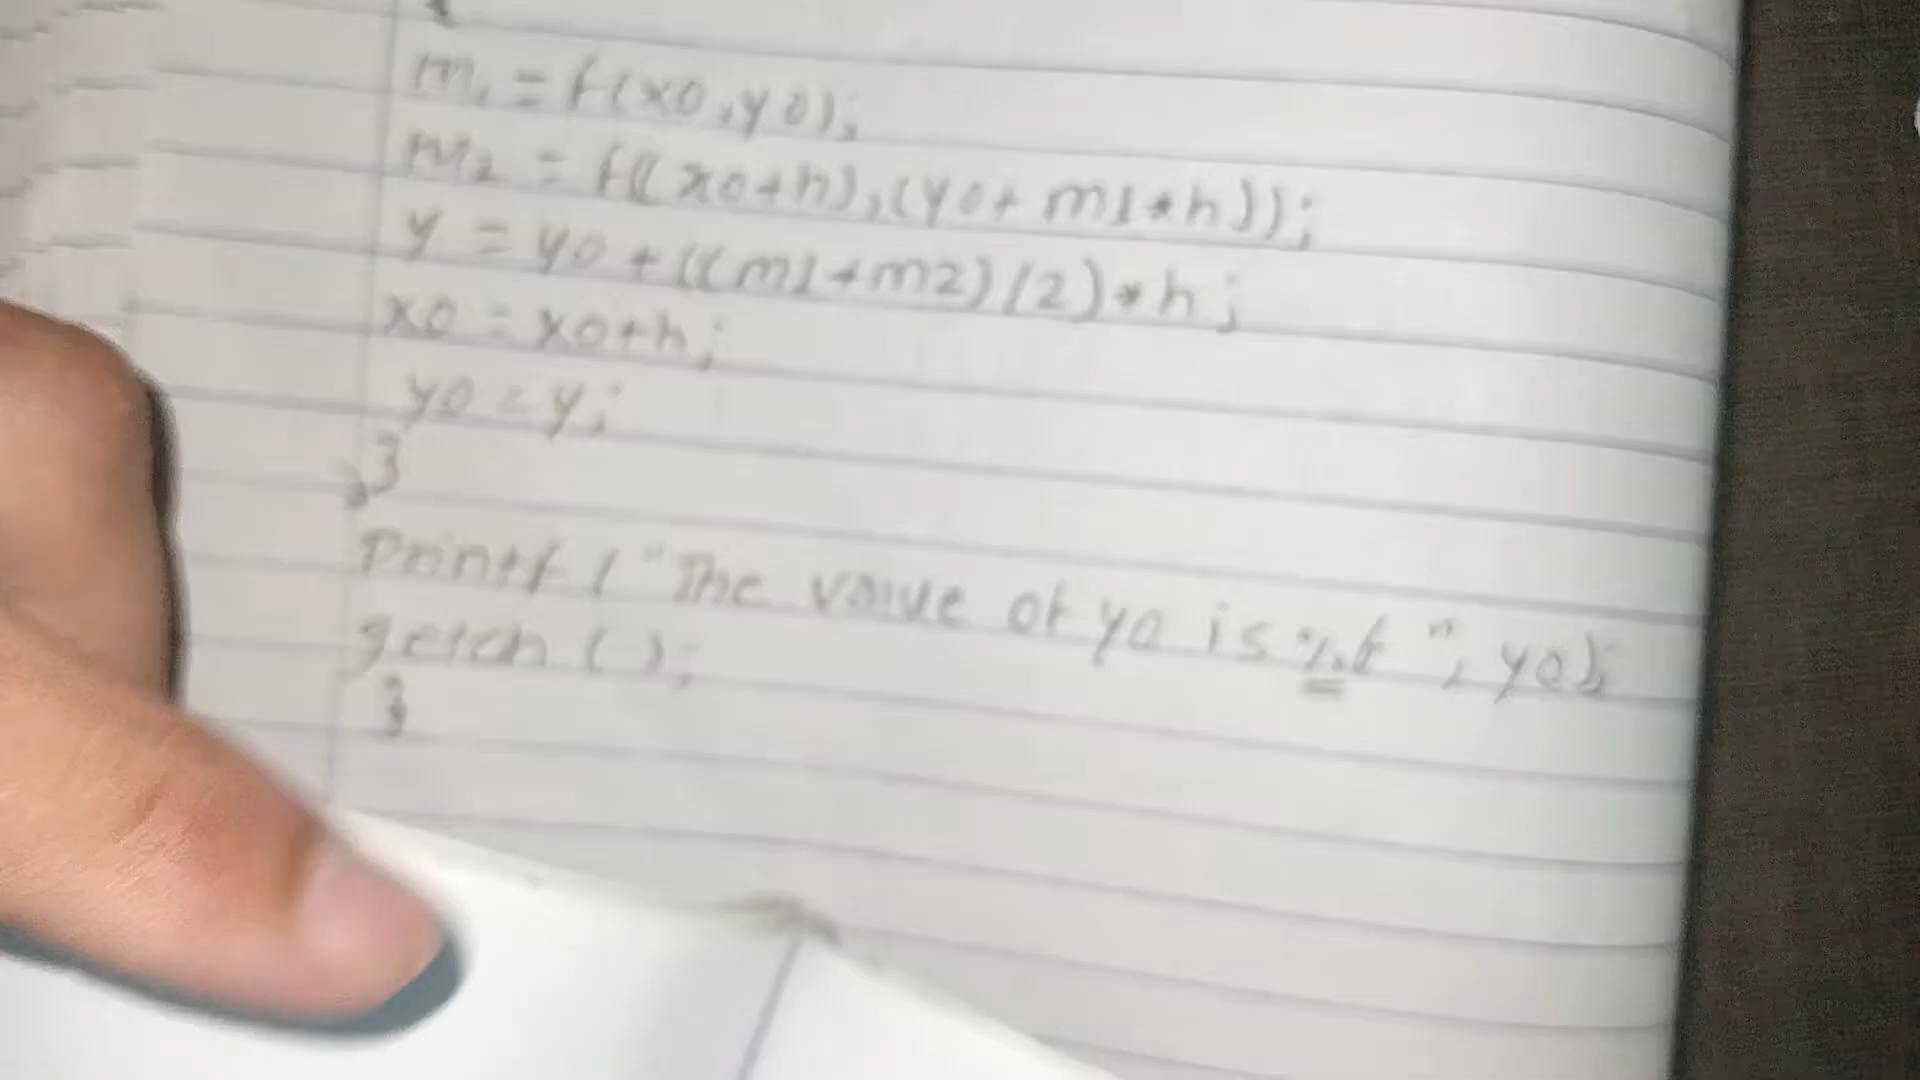 m1 = f(x0,y0);
m2 = f((x0+h),(y0+m1*h));
y = y0+((m1+m2)/2)*h;
x0 = x0+h;
y0=y;
}
Printf ("The value of y0 is %f", y0);
getch ();
}